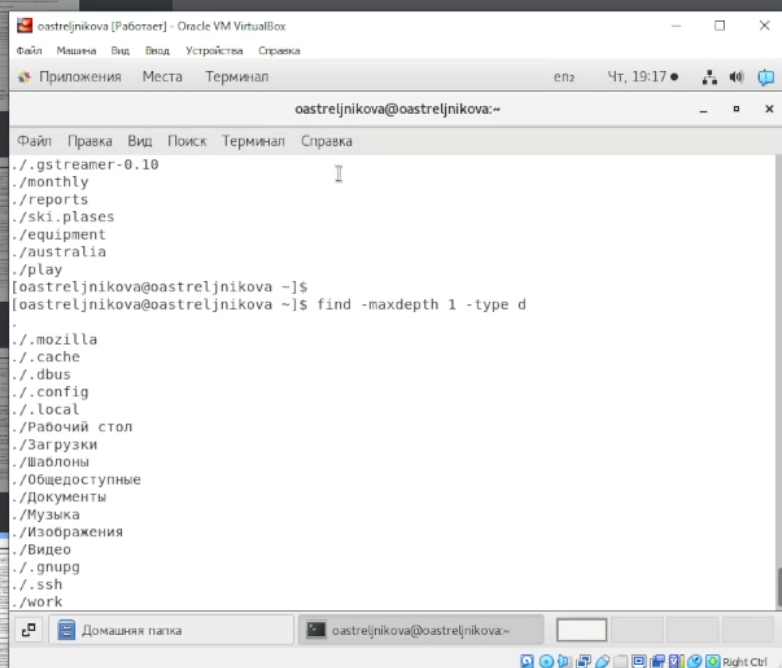 oastreljnikova [Работает] - Oracle VM VirtualBox
Файл Машина Вид Ввод Устройства Справка
Приложения Места Терминал en₂ Чт, 19:17
oastreljnikova@oastreljnikova:~
Файл Правка Вид Поиск Терминал Справка
./.gstreamer-0.10
./monthly
./reports
./ski.plases
./equipment
./australia
./play
[oastreljnikova@oastreljnikova ~]$
[oastreljnikova@oastreljnikova ~]$ find -maxdepth 1 -type d
.
./.mozilla
./.cache
./.dbus
./.config
./.local
./Рабочий стол
./Загрузки
./Шаблоны
./Общедоступные
./Документы
./Музыка
./Изображения
./Видео
./.gnupg
./.ssh
./work
Домашняя папка oastreljnikova@oastreljnikova:~
Right Ctrl